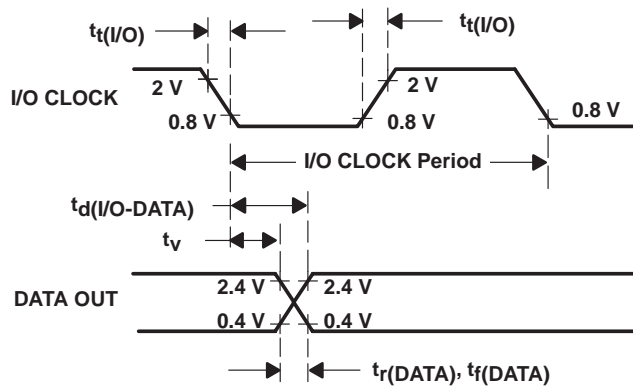 tt(I/O)
tt(I/O)
2 V
2 V
I/O CLOCK
0.8 V
0.8 V
0.8 V
I/O CLOCK Period
td(I/O-DATA)
tv
2.4 V
2.4 V
DATA OUT
0.4 V
0.4 V
tr(DATA), tf(DATA)